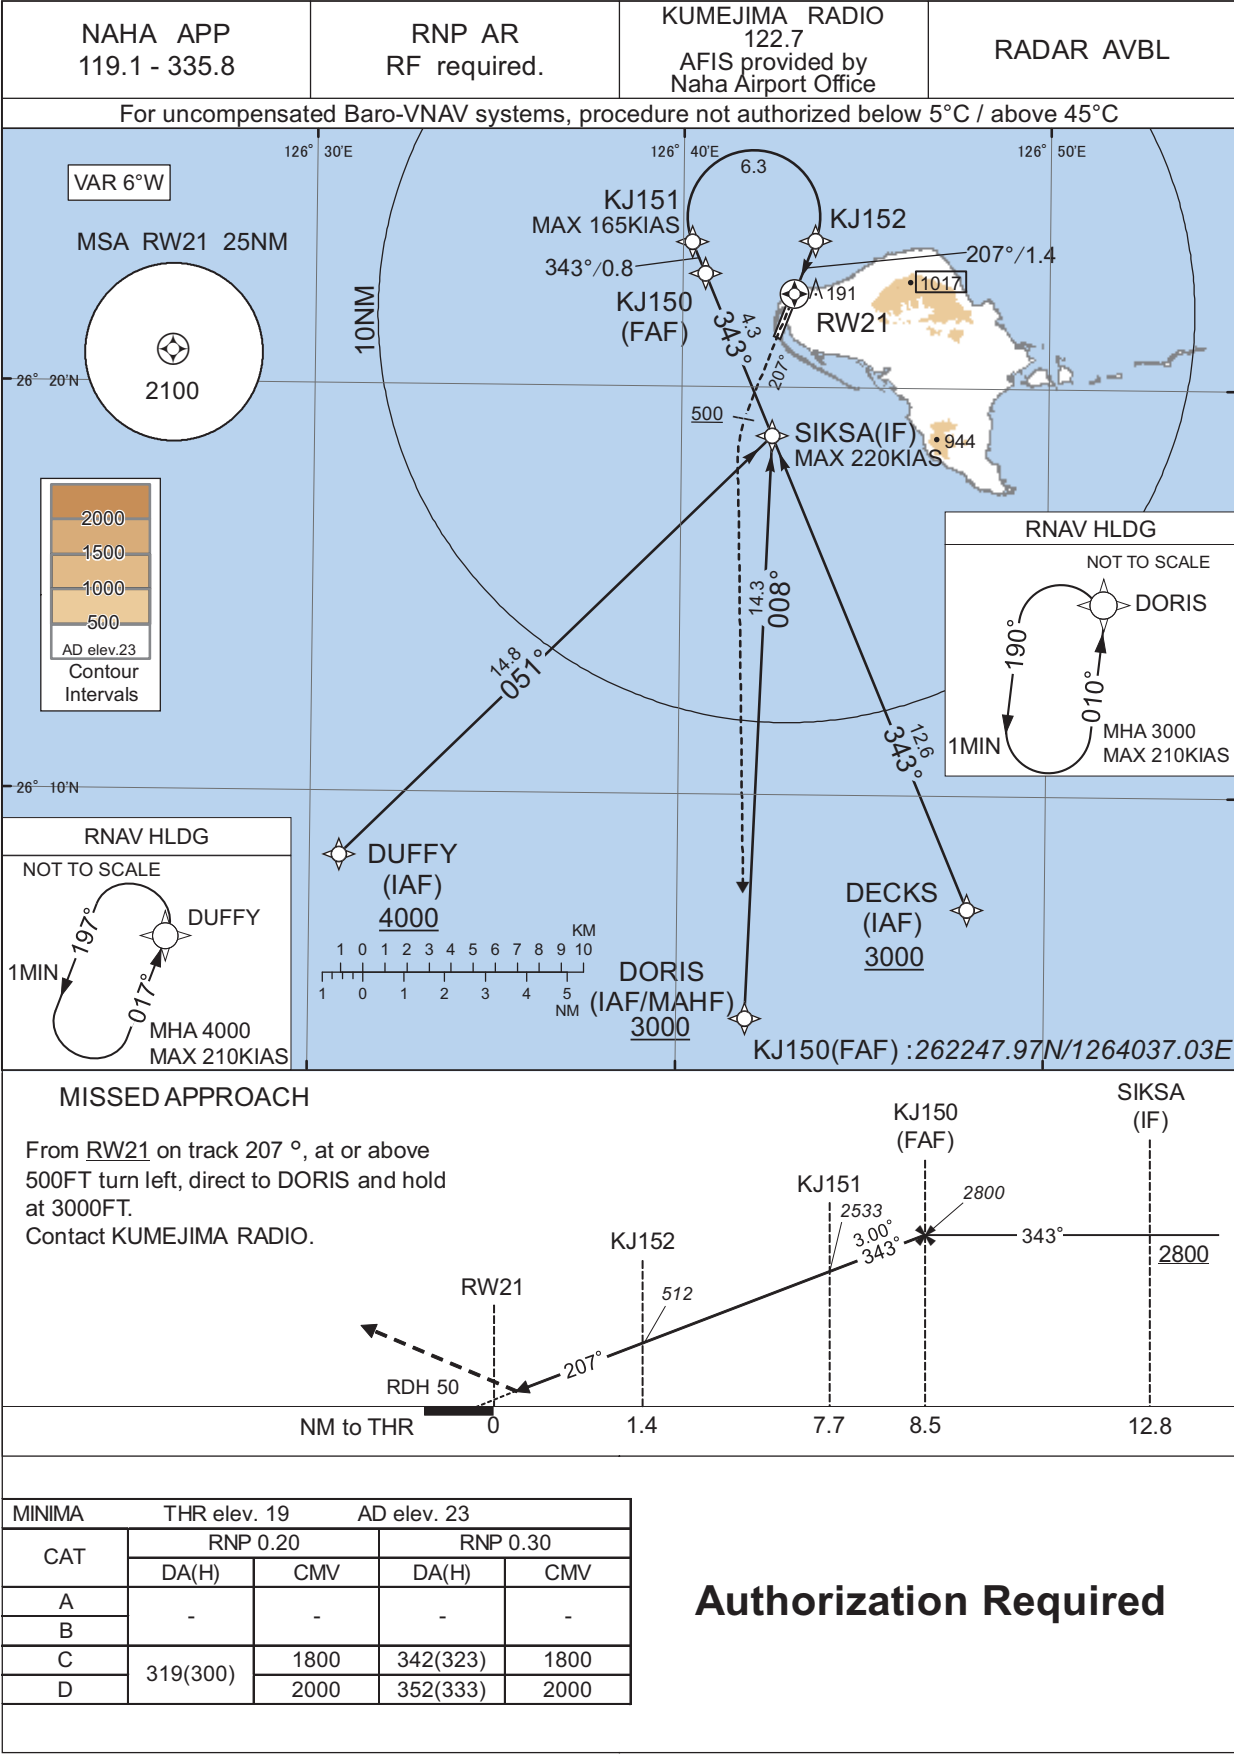 NAHA APP
119.1 - 335.8
RNP AR
RF required.
KUMEJIMA RADIO
122.7
AFIS provided by
Naha Airport Office
RADAR AVBL
For uncompensated Baro-VNAV systems, procedure not authorized below 5°C / above 45°C
126° 30'E
126° 40'E
126° 50'E
VAR 6°W
MSA RW21 25NM
2100
10NM
6.3
KJ151
MAX 165KIAS
KJ152
343°/0.8
207°/1.4
KJ150
(FAF)
1017
191
RW21
4.3
343°
207°
26° 20'N
500
SIKSA(IF)
MAX 220KIAS
944
2000
1500
1000
500
AD elev.23
Contour
Intervals
RNAV HLDG
NOT TO SCALE
DORIS
190°
010°
1MIN
MHA 3000
MAX 210KIAS
14.8
051°
14.3
008°
12.6
343°
26° 10'N
RNAV HLDG
NOT TO SCALE
DUFFY
197°
017°
1MIN
MHA 4000
MAX 210KIAS
DUFFY
(IAF)
4000
DECKS
(IAF)
3000
KM
1 0 1 2 3 4 5 6 7 8 9 10
1 0 1 2 3 4 5
NM
DORIS
(IAF/MAHF)
3000
KJ150(FAF) :262247.97N/1264037.03E
MISSED APPROACH
From RW21 on track 207 °, at or above
500FT turn left, direct to DORIS and hold
at 3000FT.
Contact KUMEJIMA RADIO.
SIKSA
(IF)
KJ150
(FAF)
KJ151
2800
2533
3.00°
343°
343°
2800
KJ152
512
RW21
207°
RDH 50
NM to THR
0
1.4
7.7
8.5
12.8
MINIMA THR elev. 19 AD elev. 23
CAT RNP 0.20 RNP 0.30
DA(H) CMV DA(H) CMV
A
B
- - - -
C 319(300) 1800 342(323) 1800
D 2000 352(333) 2000
Authorization Required